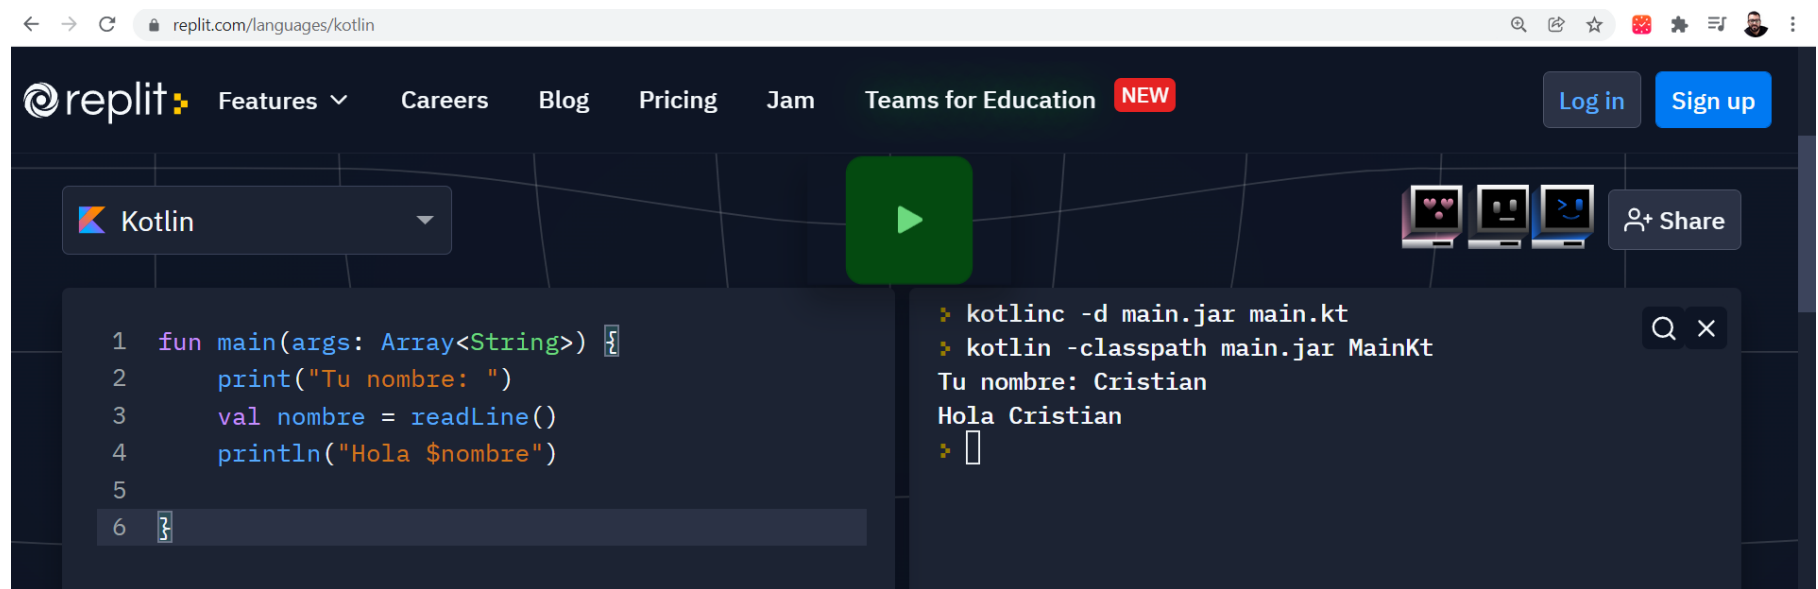 replit.com/languages/kotlin
replit
Features
Careers
Blog
Pricing
Jam
Teams for Education
NEW
Log in
Sign up
Kotlin
Share
1 fun main(args: Array<String>) {
2 print("Tu nombre: ")
3 val nombre = readLine()
4 println("Hola $nombre")
5
6 }
kotlinc -d main.jar main.kt
kotlin -classpath main.jar MainKt
Tu nombre: Cristian
Hola Cristian